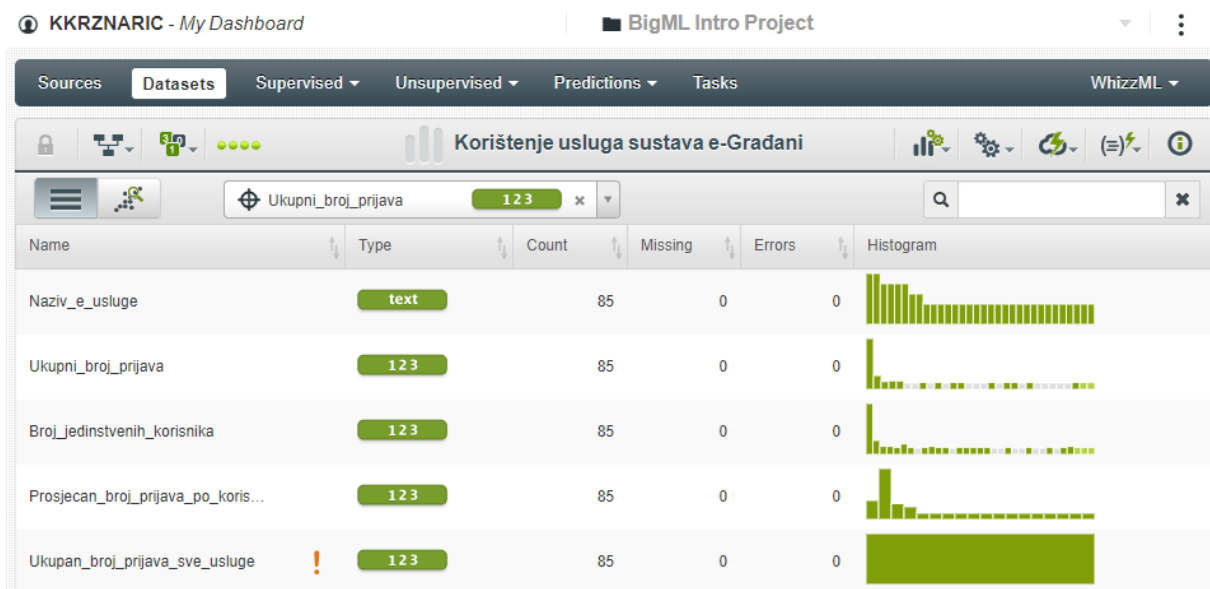 KKRZNARIC - My Dashboard BigML Intro Project
Sources Datasets Supervised Unsupervised Predictions Tasks WhizzML
Korištenje usluga sustava e-Građani
Ukupni_broj_prijava 123
Name Type Count Missing Errors Histogram
Naziv_e_usluge text 85 0 0
Ukupni_broj_prijava 123 85 0 0
Broj_jedinstvenih_korisnika 123 85 0 0
Prosjecan_broj_prijava_po_koris... 123 85 0 0
Ukupan_broj_prijava_sve_usluge ! 123 85 0 0